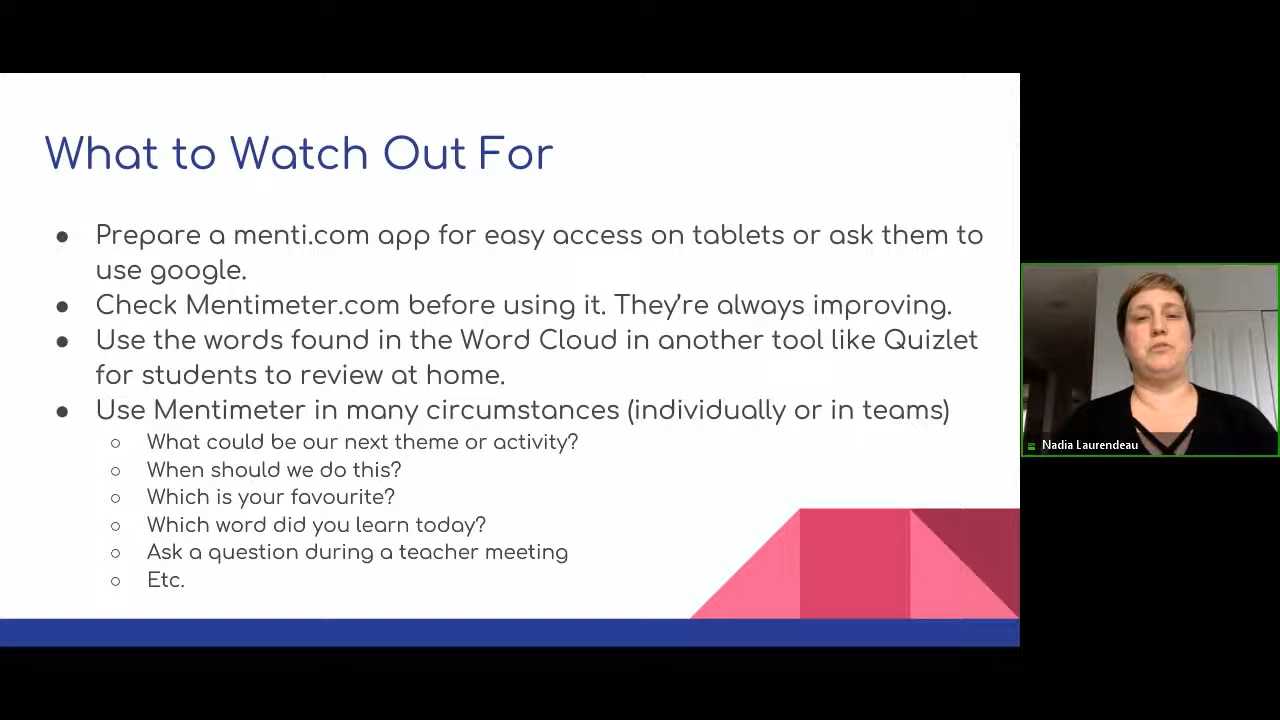 What to Watch Out For
● Prepare a menti.com app for easy access on tablets or ask them to
use google.
● Check Mentimeter.com before using it. They’re always improving.
● Use the words found in the Word Cloud in another tool like Quizlet
for students to review at home.
● Use Mentimeter in many circumstances (individually or in teams)
○ What could be our next theme or activity?
○ When should we do this?
○ Which is your favourite?
○ Which word did you learn today?
○ Ask a question during a teacher meeting
○ Etc.
Nadia Laurendeau